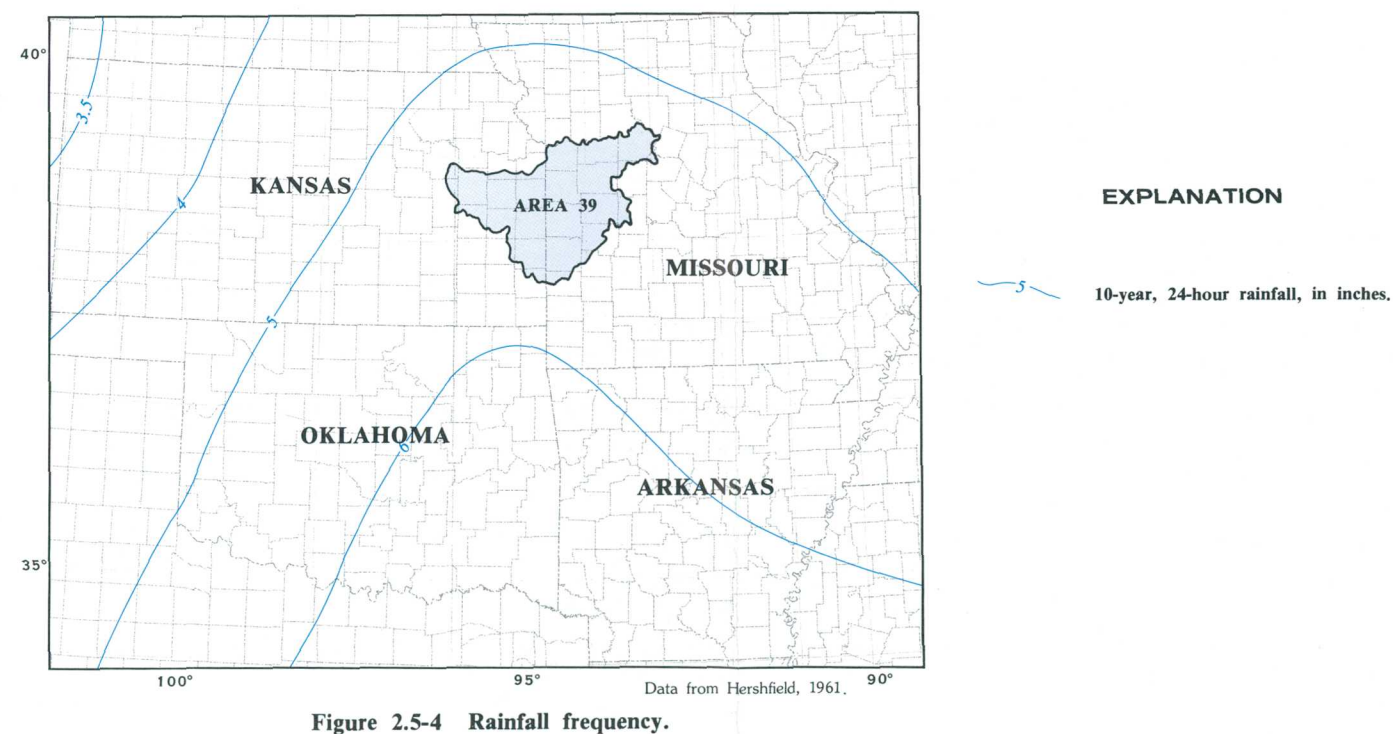 40°
3.5
4
KANSAS
AREA 39
EXPLANATION
MISSOURI
5
5 10-year, 24-hour rainfall, in inches.
OKLAHOMA
6
ARKANSAS
35°
100° 95° 90°
Data from Hershfield, 1961.
Figure 2.5-4 Rainfall frequency.